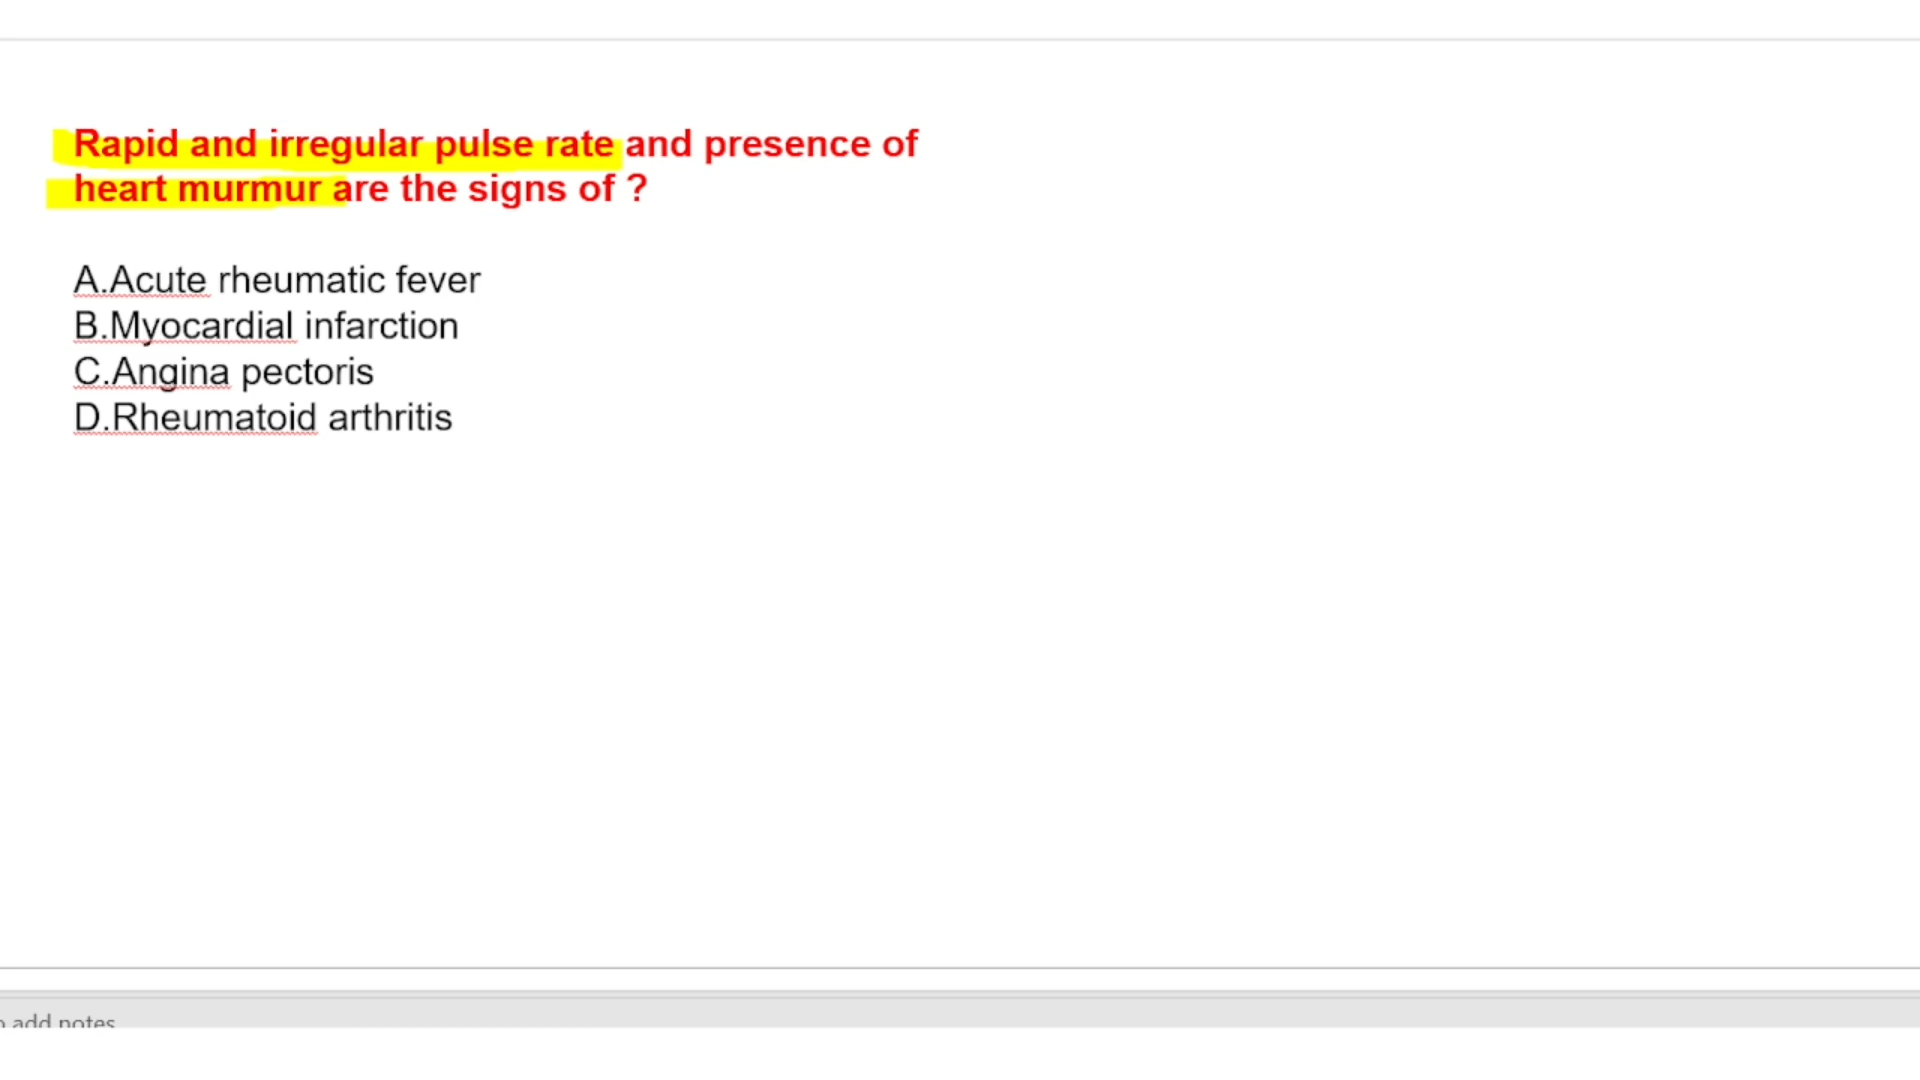 Rapid and irregular pulse rate and presence of
heart murmur are the signs of ?
A.Acute rheumatic fever
B.Myocardial infarction
C.Angina pectoris
D.Rheumatoid arthritis
add notes